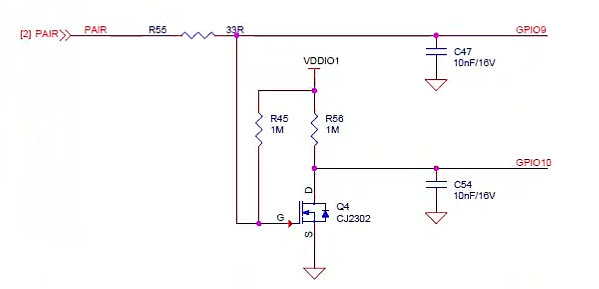 [2] PAIR PAIR R55 33R GPIO9
C47
10nF/16V
VDDIO1
R45
1M
R56
1M
GPIO10
C54
10nF/16V
D
Q4
CJ2302
G
S